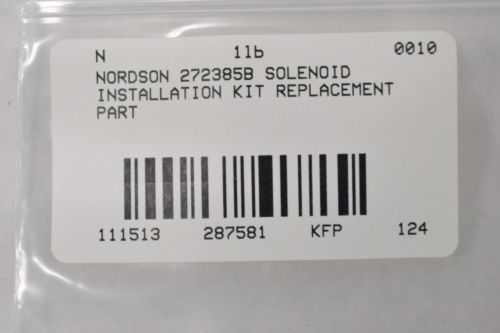 N 1lb 0010
NORDSON 272385B SOLENOID
INSTALLATION KIT REPLACEMENT
PART
111513 287581 KFP 124